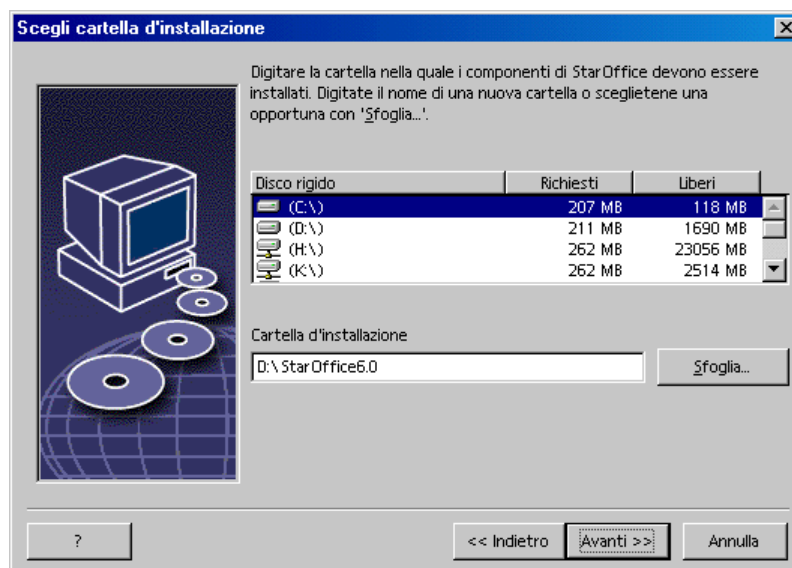 Scegli cartella d'installazione
Digitare la cartella nella quale i componenti di StarOffice devono essere
installati. Digitate il nome di una nuova cartella o sceglietene una
opportuna con 'Sfoglia...'.
Disco rigido Richiesti Liberi
(C:\) 207 MB 118 MB
(D:\) 211 MB 1690 MB
(H:\) 262 MB 23056 MB
(K:\) 262 MB 2514 MB
Cartella d'installazione
D:\StarOffice6.0 Sfoglia...
? << Indietro Avanti >> Annulla